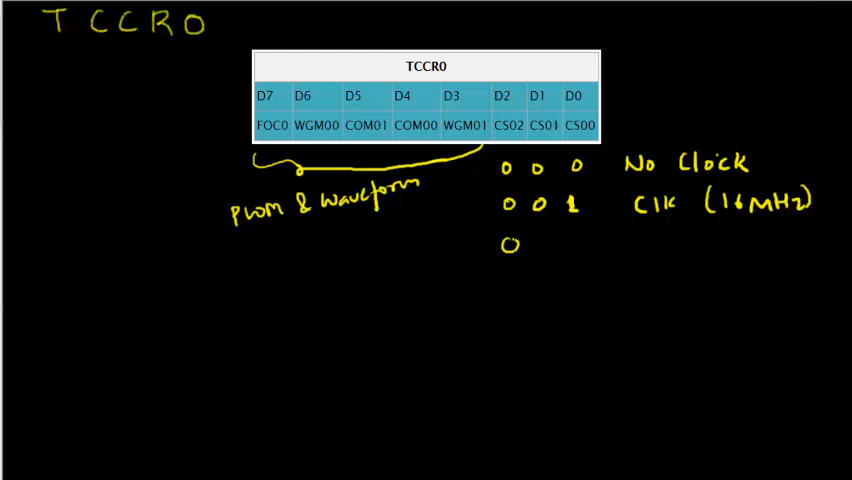 TCCR0
TCCR0
D7 D6 D5 D4 D3 D2 D1 D0
FOC0 WGM00 COM01 COM00 WGM01 CS02 CS01 CS00
0 0 0 No Clock
PWM & Waveform
0 0 1 Clk (16MHz)
0